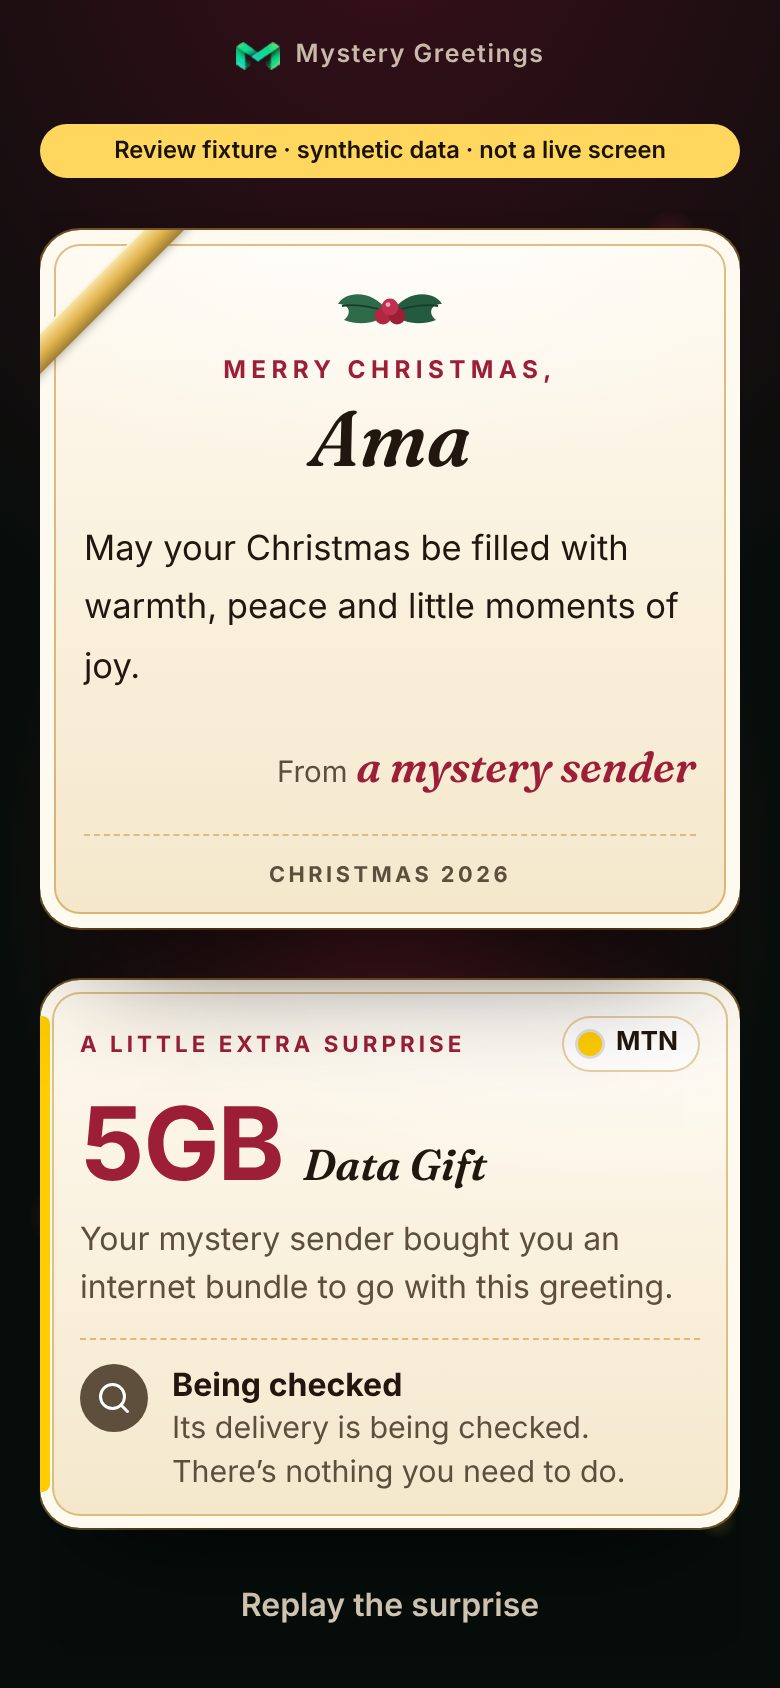 Mystery Greetings
Review fixture · synthetic data · not a live screen
MERRY CHRISTMAS,
Ama
May your Christmas be filled with
warmth, peace and little moments of
joy.
From a mystery sender
CHRISTMAS 2026
A LITTLE EXTRA SURPRISE
MTN
5GB Data Gift
Your mystery sender bought you an
internet bundle to go with this greeting.
Being checked
Its delivery is being checked.
There’s nothing you need to do.
Replay the surprise